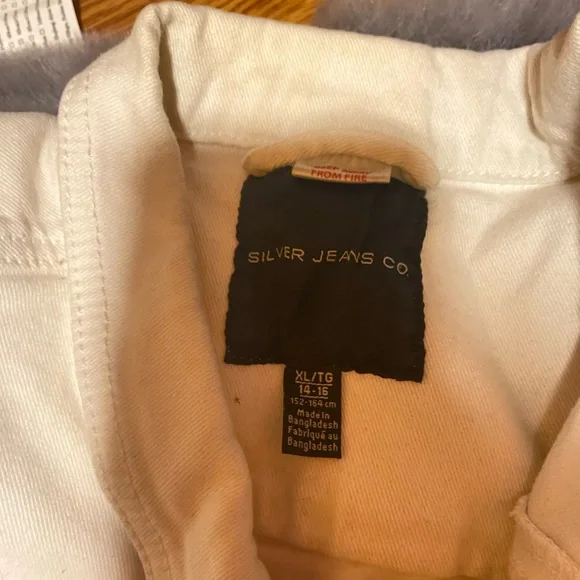 FROM FIRE
SILVER JEANS CO.
XL/TG
14-16
152-164 cm
Made in
Bangladesh
Fabriqué au
Bangladesh